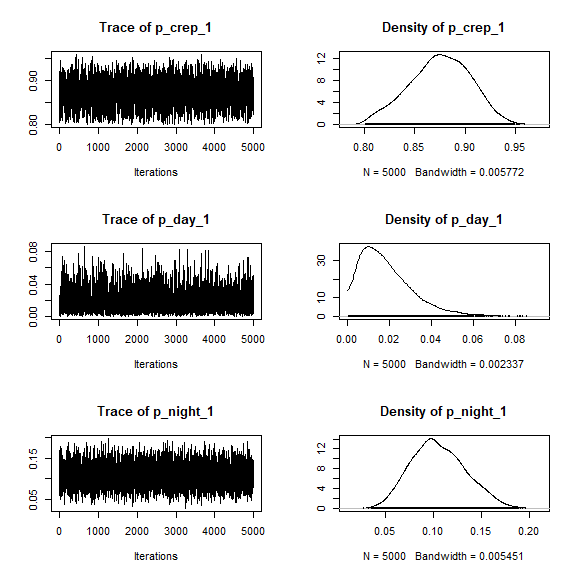 Trace of p_crep_1
0.80 0.90
0 1000 2000 3000 4000 5000
Iterations
Density of p_crep_1
0 4 8 12
0.80 0.85 0.90 0.95
N = 5000 Bandwidth = 0.005772
Trace of p_day_1
0.00 0.04 0.08
0 1000 2000 3000 4000 5000
Iterations
Density of p_day_1
0 10 30
0.00 0.02 0.04 0.06 0.08
N = 5000 Bandwidth = 0.002337
Trace of p_night_1
0.05 0.15
0 1000 2000 3000 4000 5000
Iterations
Density of p_night_1
0 4 8 12
0.05 0.10 0.15 0.20
N = 5000 Bandwidth = 0.005451